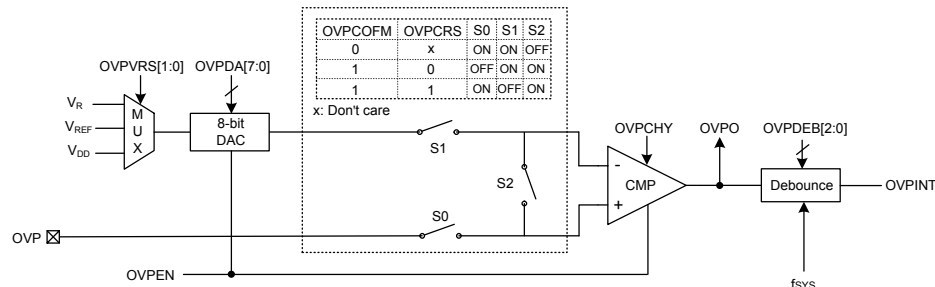 OVPCOFM OVPCRS S0 S1 S2
0 x ON ON OFF
1 0 OFF ON ON
1 1 ON OFF ON
x: Don't care
OVPVRS[1:0] OVPDA[7:0]
VR
VREF
VDD
M
U
X
8-bit
DAC
S1
S2
S0
OVPCHY
OVPO
OVPDEB[2:0]
-
CMP
+
Debounce
OVPINT
OVP
OVPEN
fSYS